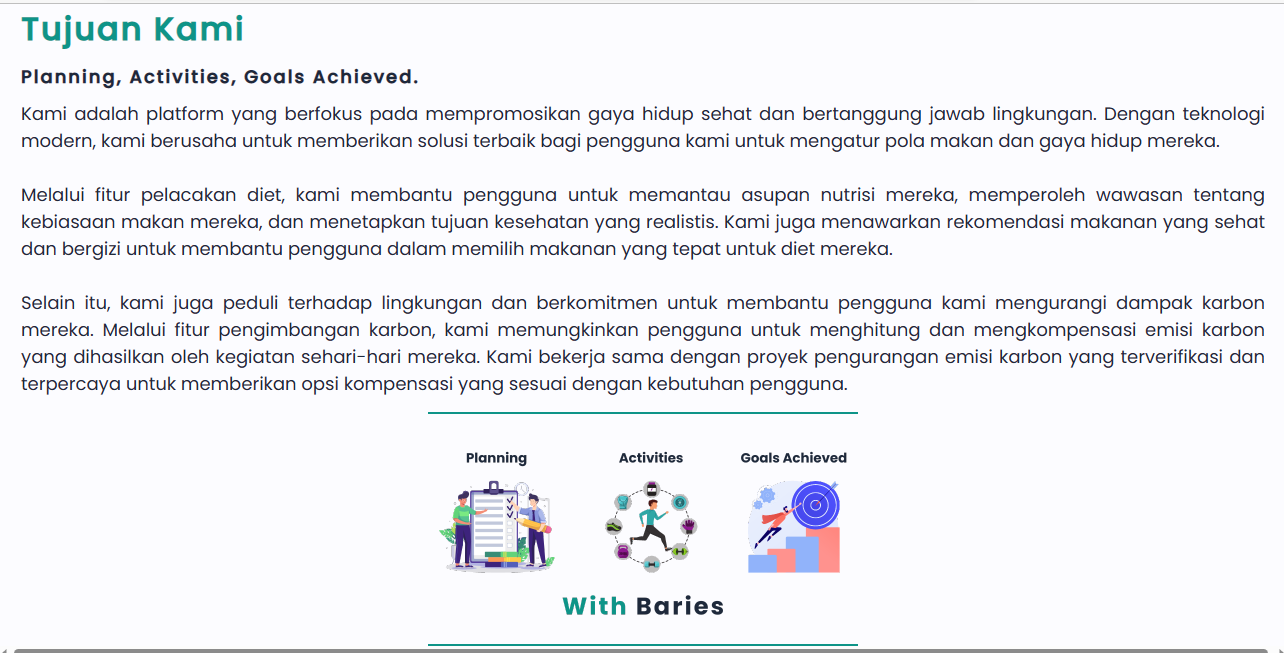 Tujuan Kami
Planning, Activities, Goals Achieved.
Kami adalah platform yang berfokus pada mempromosikan gaya hidup sehat dan bertanggung jawab lingkungan. Dengan teknologi
modern, kami berusaha untuk memberikan solusi terbaik bagi pengguna kami untuk mengatur pola makan dan gaya hidup mereka.
Melalui fitur pelacakan diet, kami membantu pengguna untuk memantau asupan nutrisi mereka, memperoleh wawasan tentang
kebiasaan makan mereka, dan menetapkan tujuan kesehatan yang realistis. Kami juga menawarkan rekomendasi makanan yang sehat
dan bergizi untuk membantu pengguna dalam memilih makanan yang tepat untuk diet mereka.
Selain itu, kami juga peduli terhadap lingkungan dan berkomitmen untuk membantu pengguna kami mengurangi dampak karbon
mereka. Melalui fitur pengimbangan karbon, kami memungkinkan pengguna untuk menghitung dan mengkompensasi emisi karbon
yang dihasilkan oleh kegiatan sehari-hari mereka. Kami bekerja sama dengan proyek pengurangan emisi karbon yang terverifikasi dan
terpercaya untuk memberikan opsi kompensasi yang sesuai dengan kebutuhan pengguna.
Planning Activities Goals Achieved
With Baries